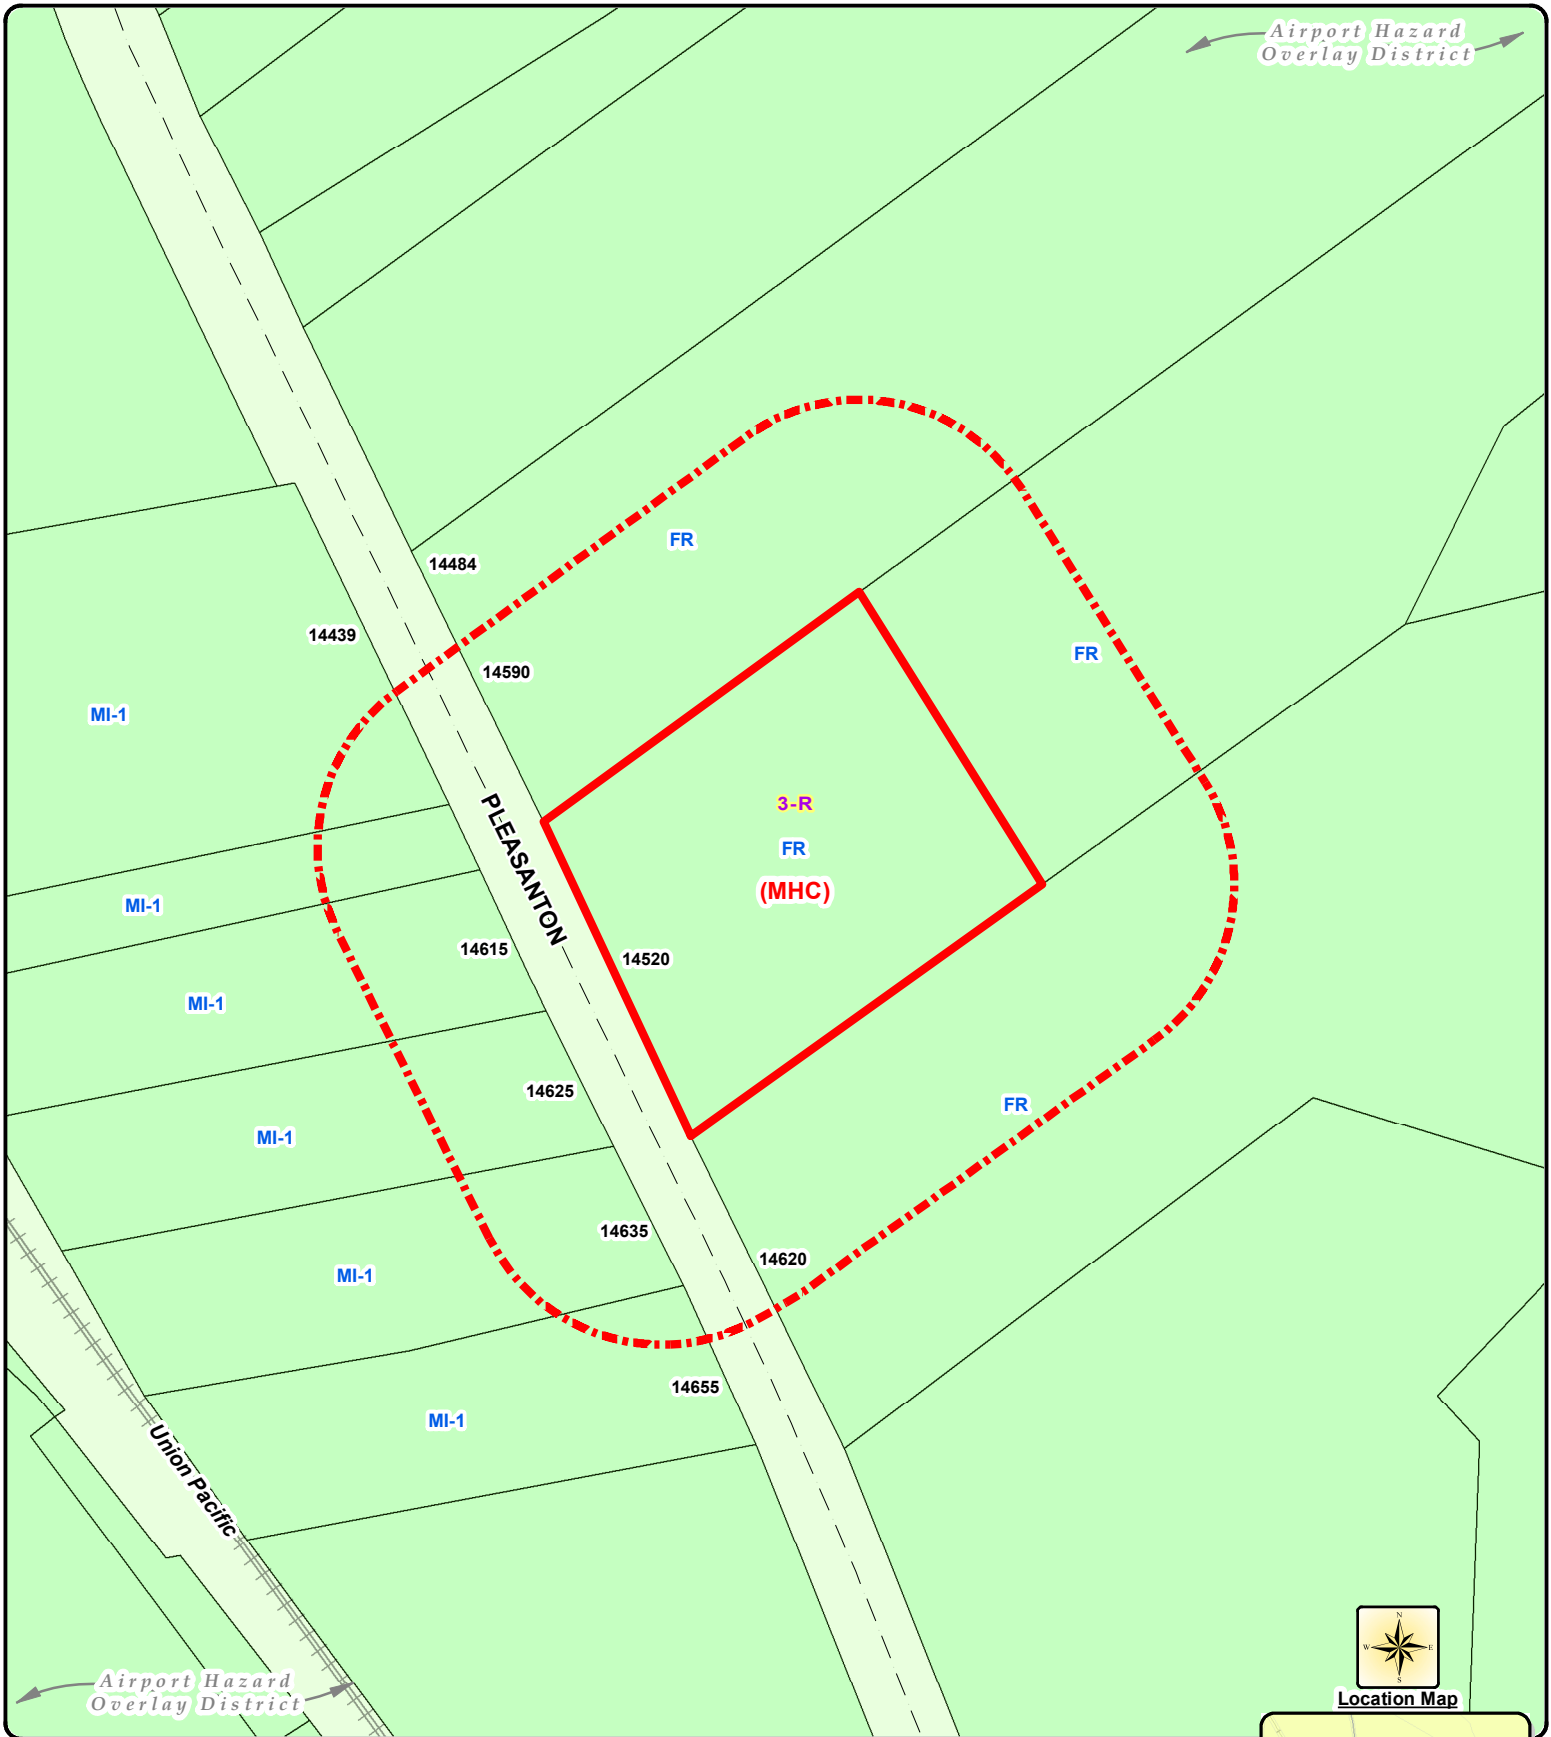 Airport Hazard
Overlay District
FR
14484
14439
FR
14590
MI-1
3-R
PLEASANTON
FR
(MHC)
MI-1
14615
14520
MI-1
14625
FR
MI-1
14635
14620
MI-1
14655
MI-1
Union Pacific
N
W
E
S
Airport Hazard
Overlay District
Location Map